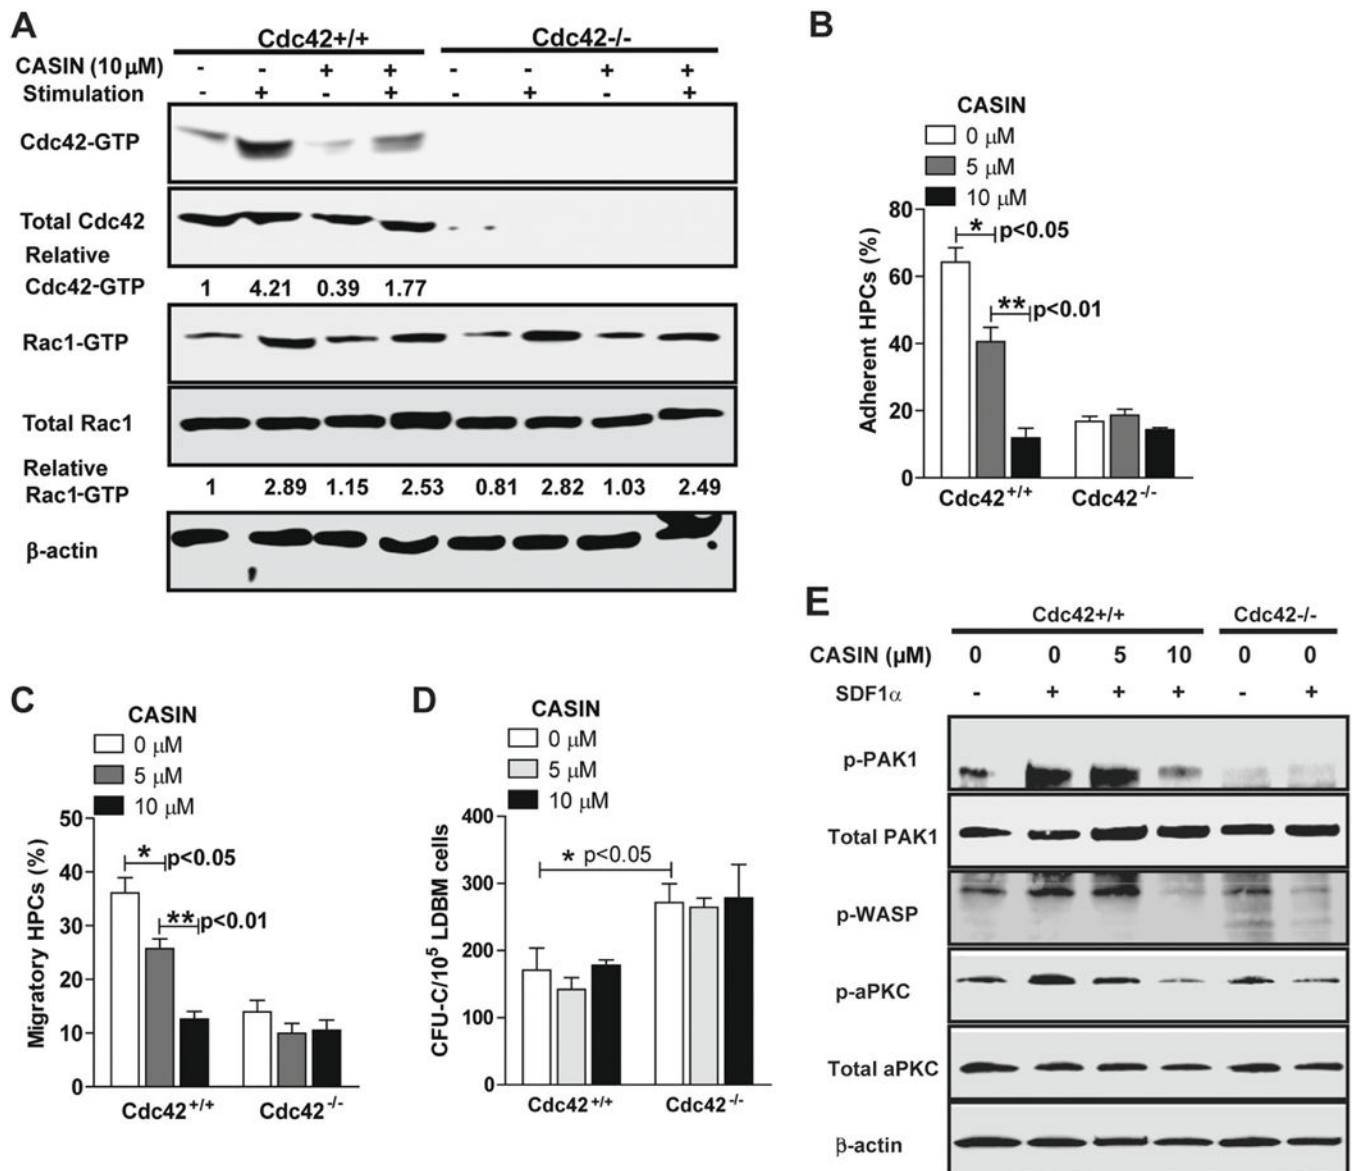 A
Cdc42+/+ Cdc42-/-
CASIN (10 μM) - - + + - - + +
Stimulation - + - + - + - +
Cdc42-GTP
Total Cdc42
Relative
Cdc42-GTP 1 4.21 0.39 1.77
Rac1-GTP
Total Rac1
Relative
Rac1-GTP 1 2.89 1.15 2.53 0.81 2.82 1.03 2.49
β-actin
B
CASIN
0 μM
5 μM
10 μM
Adherent HPCs (%)
80
60
40
20
0
* p<0.05
** p<0.01
Cdc42+/+ Cdc42-/-
C
CASIN
0 μM
5 μM
10 μM
Migratory HPCs (%)
50
40
30
20
10
0
* p<0.05
** p<0.01
Cdc42+/+ Cdc42-/-
D
CASIN
0 μM
5 μM
10 μM
CFU-C/10⁵ LDBM cells
400
300
200
100
0
* p<0.05
Cdc42+/+ Cdc42-/-
E
Cdc42+/+ Cdc42-/-
CASIN (μM) 0 0 5 10 0 0
SDF1α - + + + - +
p-PAK1
Total PAK1
p-WASP
p-aPKC
Total aPKC
β-actin